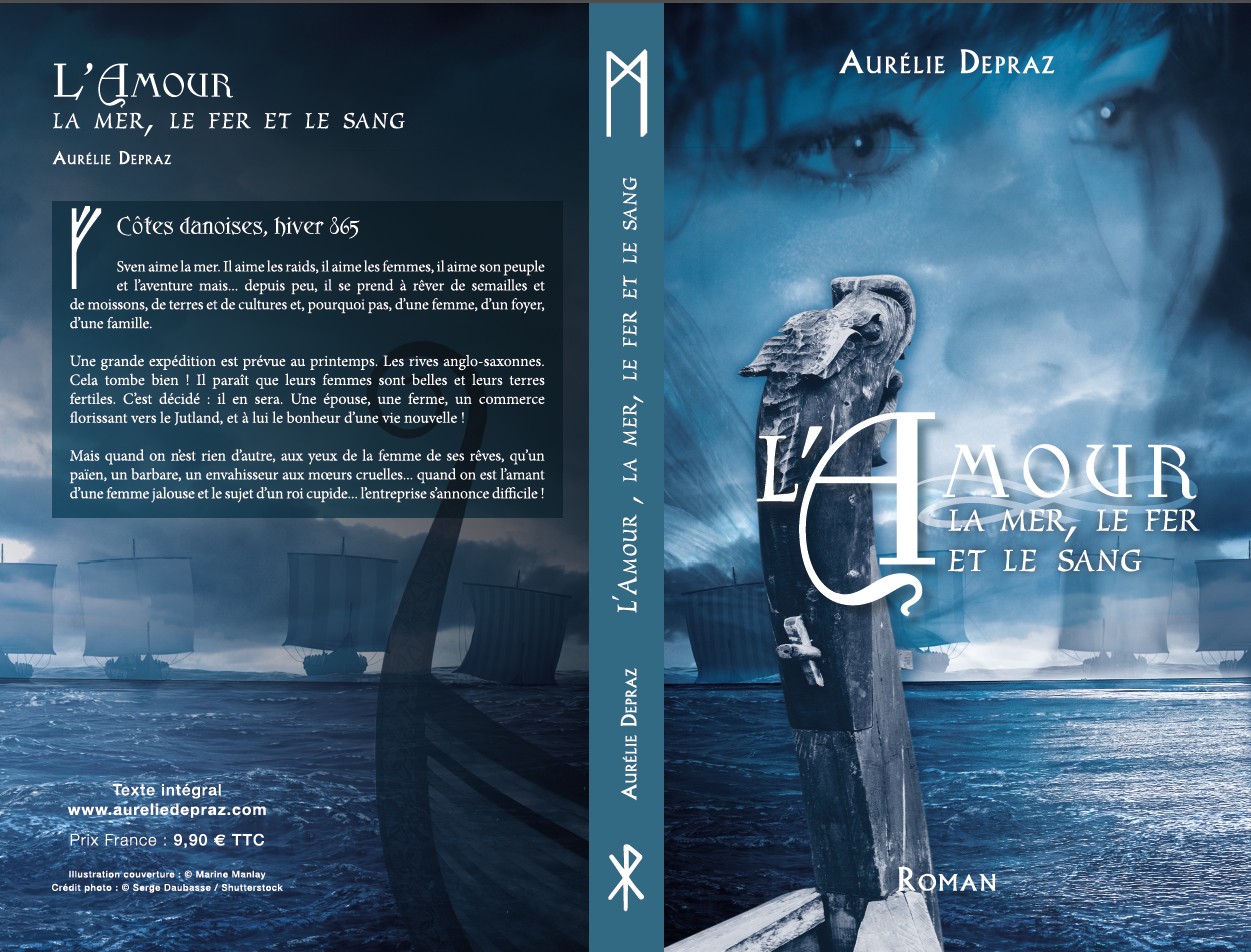 L'Amour
la mer, le fer et le sang
Aurélie Depraz
Côtes danoises, hiver 865
Sven aime la mer. Il aime les raids, il aime les femmes, il aime son peuple
et l'aventure mais... depuis peu, il se prend à rêver de semailles et
de moissons, de terres et de cultures et, pourquoi pas, d'une femme, d'un foyer,
d'une famille.
Une grande expédition est prévue au printemps. Les rives anglo-saxonnes.
Cela tombe bien ! Il paraît que leurs femmes sont belles et leurs terres
fertiles. C'est décidé : il en sera. Une épouse, une ferme, un commerce
florissant vers le Jutland, et à lui le bonheur d'une vie nouvelle !
Mais quand on n'est rien d'autre, aux yeux de la femme de ses rêves, qu'un
païen, un barbare, un envahisseur aux mœurs cruelles... quand on est l'amant
d'une femme jalouse et le sujet d'un roi cupide... l'entreprise s'annonce difficile !
Texte intégral
www.aureliedepraz.com
Prix France : 9,90 € TTC
Illustration couverture : © Marine Manlay
Crédit photo : © Serge Daubasse / Shutterstock
L'Amour , la mer, le fer et le sang
Aurélie Depraz
Aurélie Depraz
L'Amour
la mer, le fer
et le sang
Roman